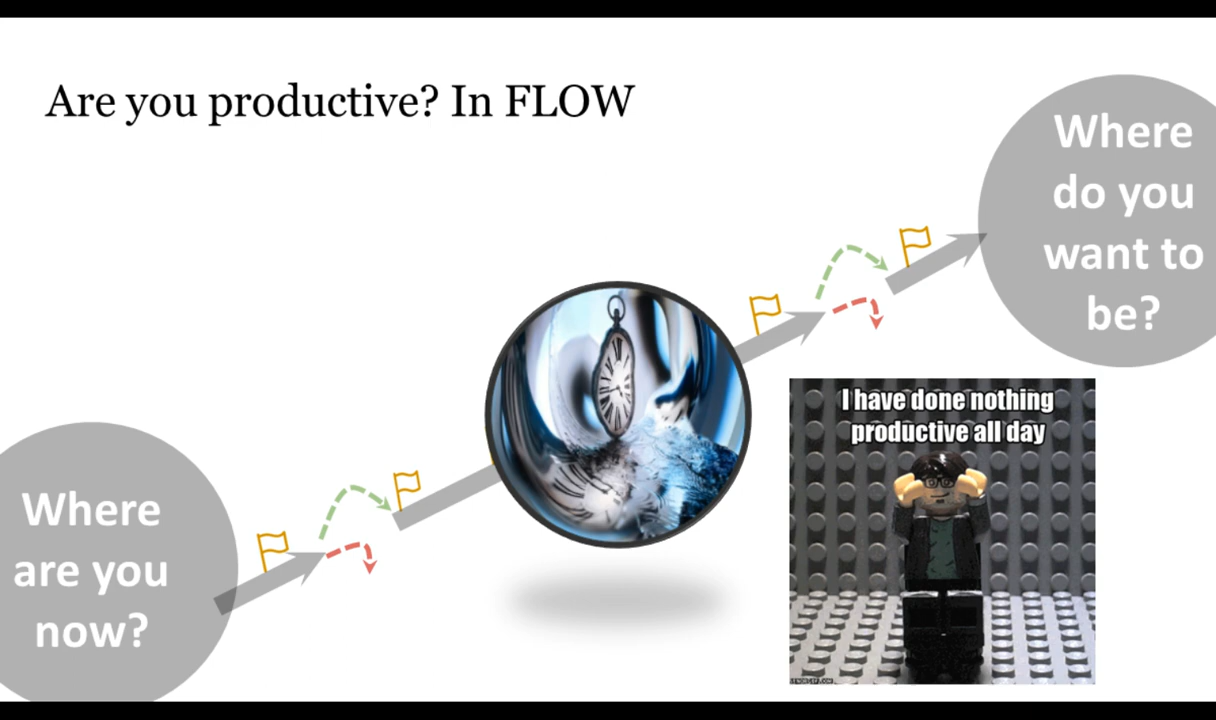 Are you productive? In FLOW
Where
do you
want to
be?
I have done nothing
productive all day
Where
are you
now?